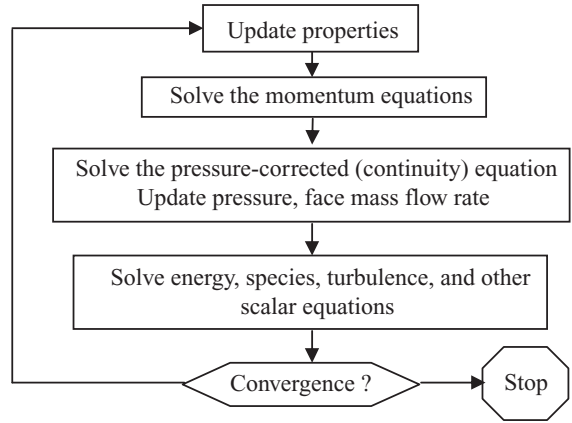 Update properties
Solve the momentum equations
Solve the pressure-corrected (continuity) equation
Update pressure, face mass flow rate
Solve energy, species, turbulence, and other
scalar equations
Convergence ?
Stop